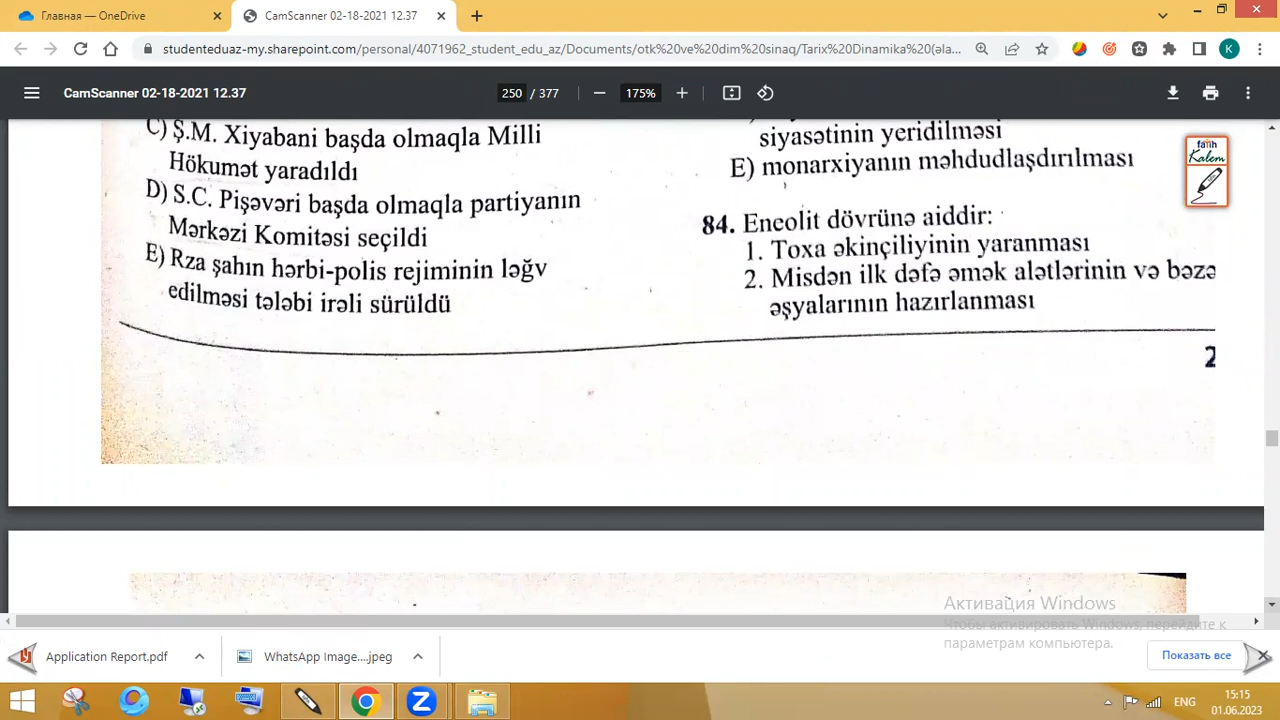 Главная — OneDrive
CamScanner 02-18-2021 12.37
studenteduaz-my.sharepoint.com/personal/4071962_student_edu_az/Documents/otk%20ve%20dim%20sinaq/Tarix%20Dinamika%20(əla...
K
CamScanner 02-18-2021 12.37
250 / 377
175%
C) Ş.M. Xiyabani başda olmaqla Milli
Hökumət yaradıldı
D) S.C. Pişəvəri başda olmaqla partiyanın
Mərkəzi Komitəsi seçildi
E) Rza şahın hərbi-polis rejiminin ləğv
edilməsi tələbi irəli sürüldü
siyasətinin yeridilməsi
E) monarxiyanın məhdudlaşdırılması
84. Eneolit dövrünə aiddir:
1. Toxa əkinçiliyinin yaranması
2. Misdən ilk dəfə əmək alətlərinin və bəzə
əşyalarının hazırlanması
2
fatih
Kalem
Активация Windows
Чтобы активировать Windows, перейдите к
параметрам компьютера.
Application Report.pdf
WhatsApp Image....jpeg
Показать все
ENG
15:15
01.06.2023